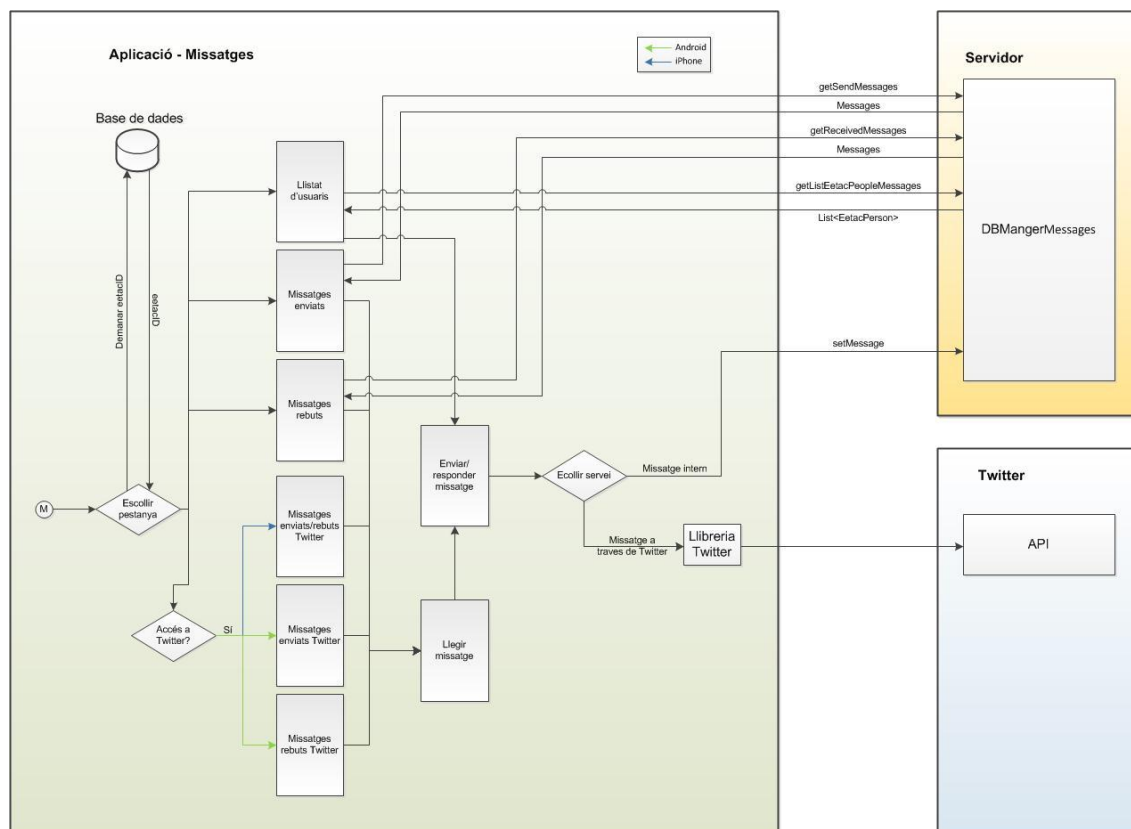 Aplicació - Missatges
Android
iPhone
Servidor
getSendMessages
Messages
Base de dades
getReceivedMessages
Messages
Llistat
d'usuaris
getListEetacPeopleMessages
List<EetacPerson>
DBMangerMessages
Demanar eetacID
eetacID
Missatges
enviats
setMessage
Missatges
rebuts
Enviar/
responder
missatge
Ecollir servei
Missatge intern
Twitter
M
Escollir
pestanya
Missatges
enviats/rebuts
Twitter
Missatge a
traves de Twitter
Llibreria
Twitter
API
Accés a
Twitter?
Sí
Missatges
enviats Twitter
Llegir
missatge
Missatges
rebuts Twitter